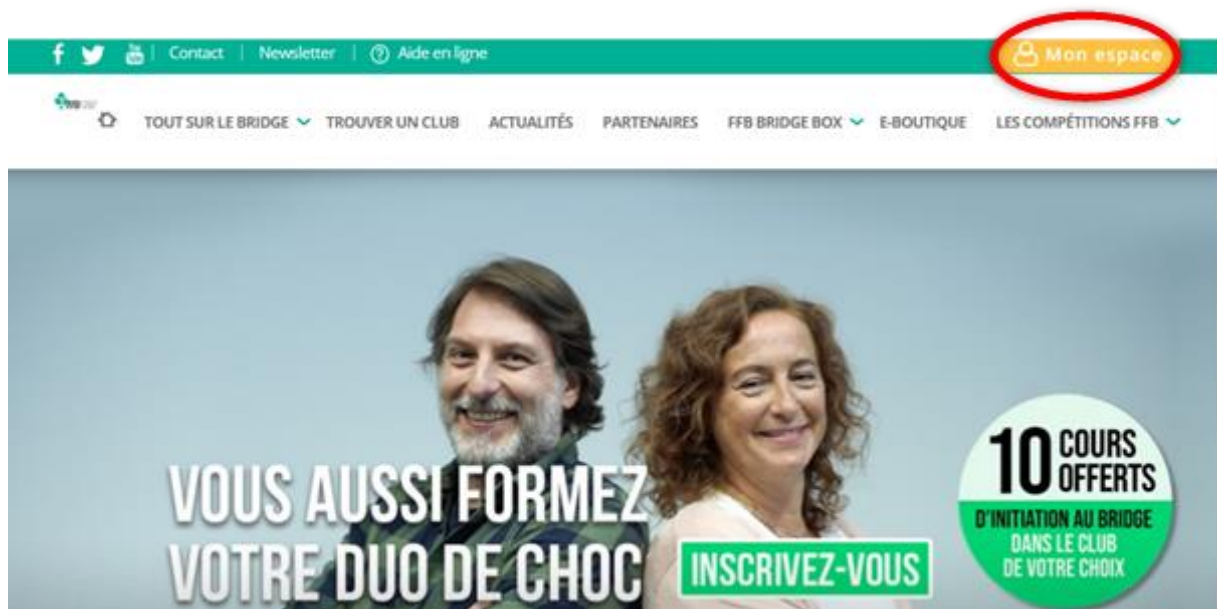 Contact | Newsletter | Aide en ligne
Mon espace
TOUT SUR LE BRIDGE TROUVER UN CLUB ACTUALITÉS PARTENAIRES FFB BRIDGE BOX E-BOUTIQUE LES COMPÉTITIONS FFB
VOUS AUSSI FORMEZ
VOTRE DUO DE CHOC
INSCRIVEZ-VOUS
10 COURS
OFFERTS
D'INITIATION AU BRIDGE
DANS LE CLUB
DE VOTRE CHOIX